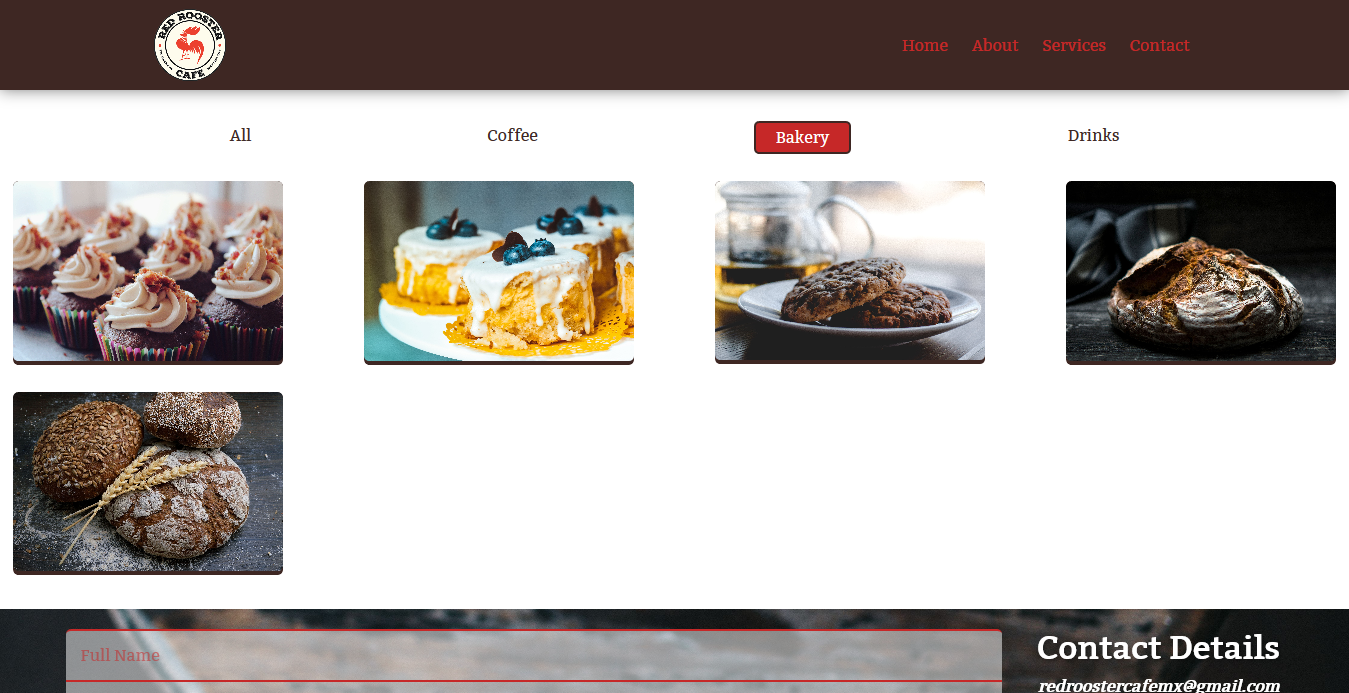 RED ROOSTER
CAFE
Home About Services Contact
All Coffee Bakery Drinks
Full Name
Contact Details
redroostercafemx@gmail.com